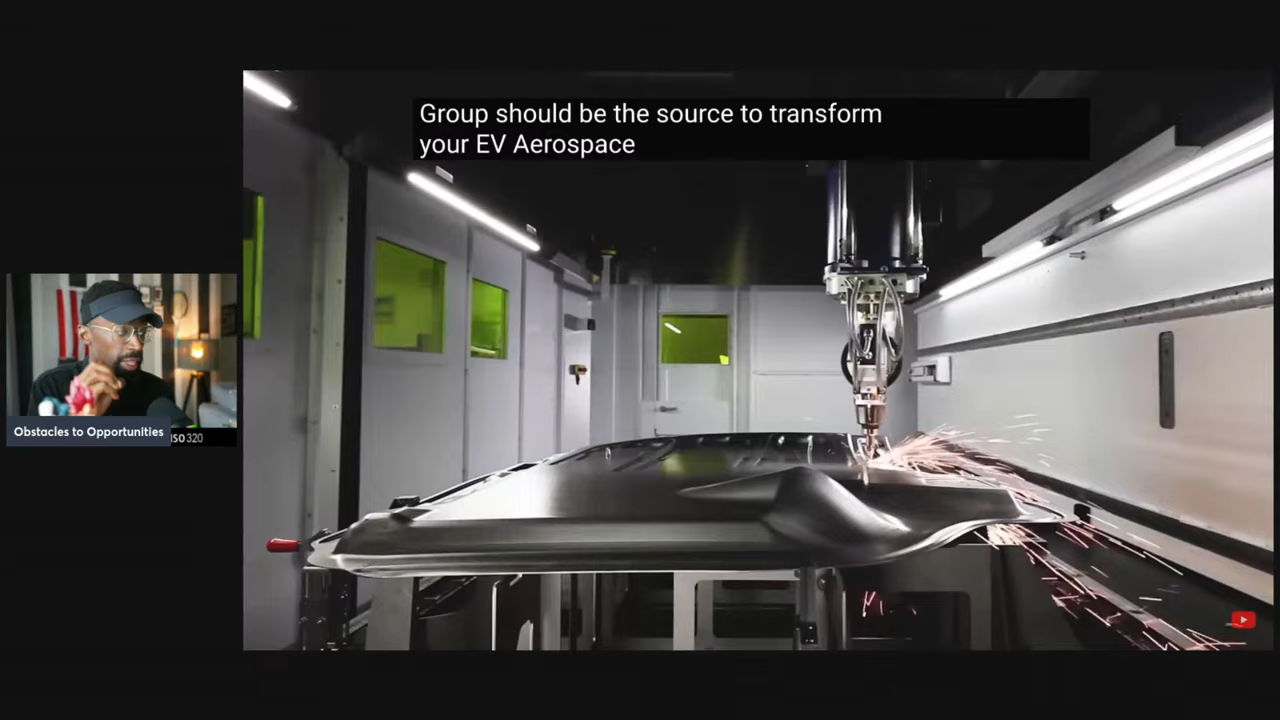 Group should be the source to transform
your EV Aerospace
Obstacles to Opportunities
ISO 320